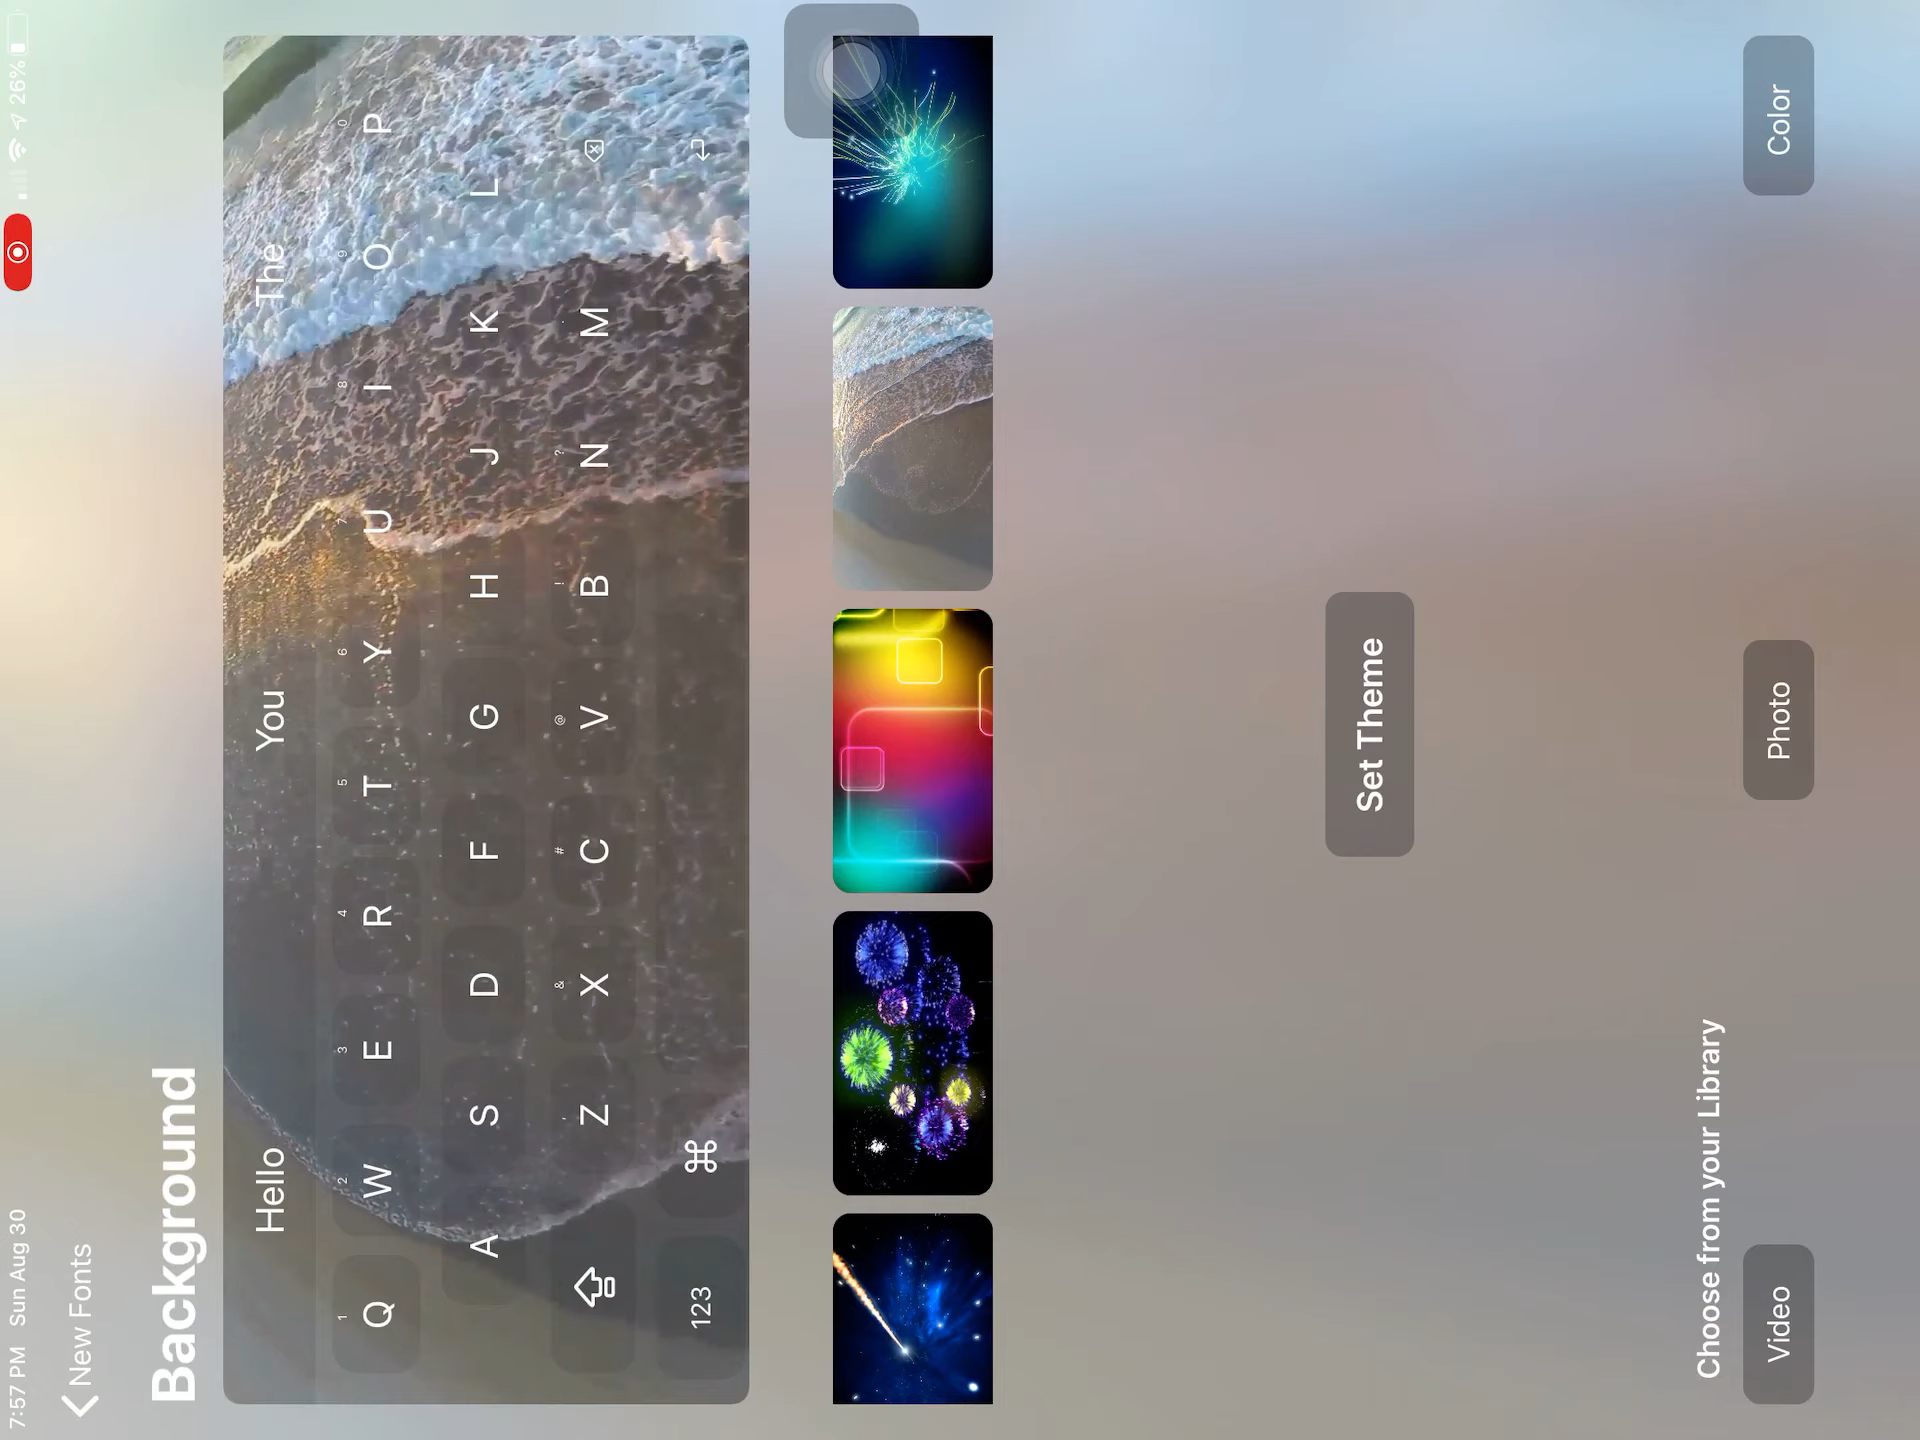 7:57 PM Sun Aug 30 26%
New Fonts
Background
Hello You The
1 2 3 4 5 6 7 8 9 0
Q W E R T Y U I O P
A S D F G H J K L
' & # @ ! ?
Z X C V B N M
123 ⌘
Set Theme
Choose from your Library
Video Photo Color